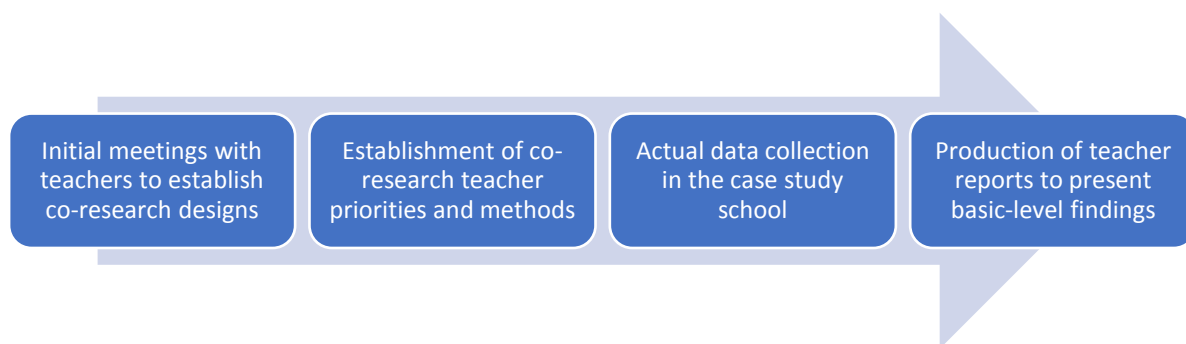 Initial meetings with
co-teachers to establish
co-research designs
Establishment of co-
research teacher
priorities and methods
Actual data collection
in the case study
school
Production of teacher
reports to present
basic-level findings